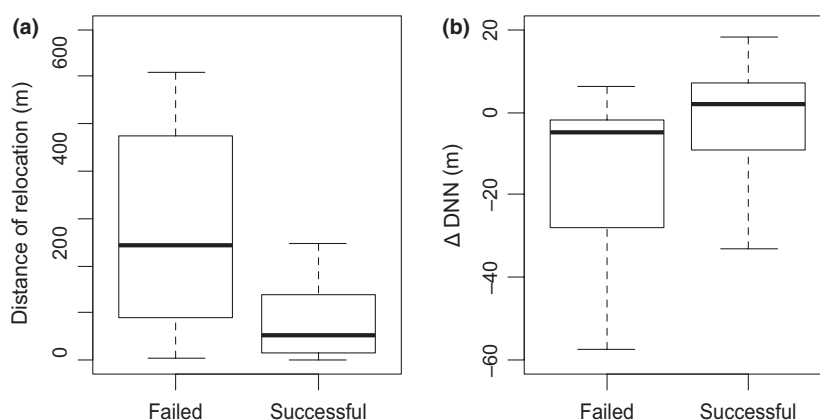 (a)
Distance of relocation (m)
600
400
200
0
Failed
Successful
(b)
Δ DNN (m)
20
0
−20
−40
−60
Failed
Successful